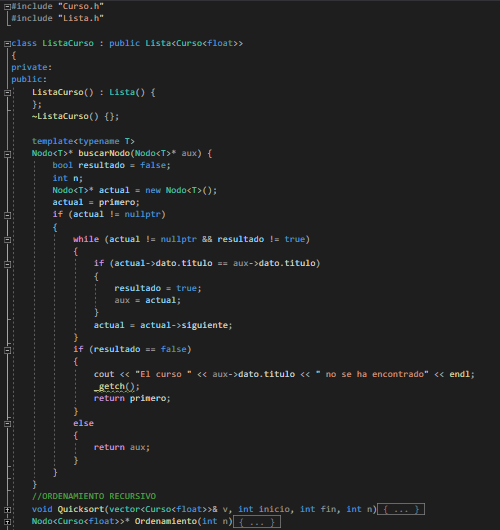 #include "Curso.h"
#include "Lista.h"
class ListaCurso : public Lista<Curso<float>>
{
private:
public:
ListaCurso() : Lista() {
};
~ListaCurso() {};
template<typename T>
Nodo<T>* buscarNodo(Nodo<T>* aux) {
bool resultado = false;
int n;
Nodo<T>* actual = new Nodo<T>();
actual = primero;
if (actual != nullptr)
{
while (actual != nullptr && resultado != true)
{
if (actual->dato.titulo == aux->dato.titulo)
{
resultado = true;
aux = actual;
}
actual = actual->siguiente;
}
if (resultado == false)
{
cout << "El curso " << aux->dato.titulo << " no se ha encontrado" << endl;
_getch();
return primero;
}
else
{
return aux;
}
}
}
//ORDENAMIENTO RECURSIVO
void Quicksort(vector<Curso<float>>& v, int inicio, int fin, int n){ ... }
Nodo<Curso<float>>* Ordenamiento(int n){ ... }